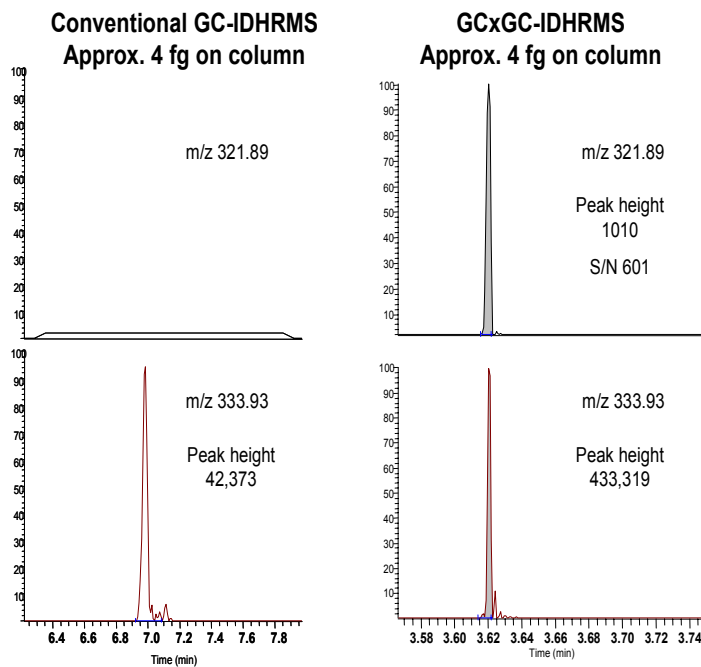 Conventional GC-IDHRMS
Approx. 4 fg on column
GCxGC-IDHRMS
Approx. 4 fg on column
100
90
80
70
60
50
40
30
20
10
0
m/z 321.89
100
90
80
70
60
50
40
30
20
10
m/z 321.89
Peak height
1010
S/N 601
100
90
80
70
60
50
40
30
20
10
m/z 333.93
Peak height
42,373
6.4 6.6 6.8 7.0 7.2 7.4 7.6 7.8
Time (min)
100
90
80
70
60
50
40
30
20
10
0
m/z 333.93
Peak height
433,319
3.58 3.60 3.62 3.64 3.66 3.68 3.70 3.72 3.74
Time (min)